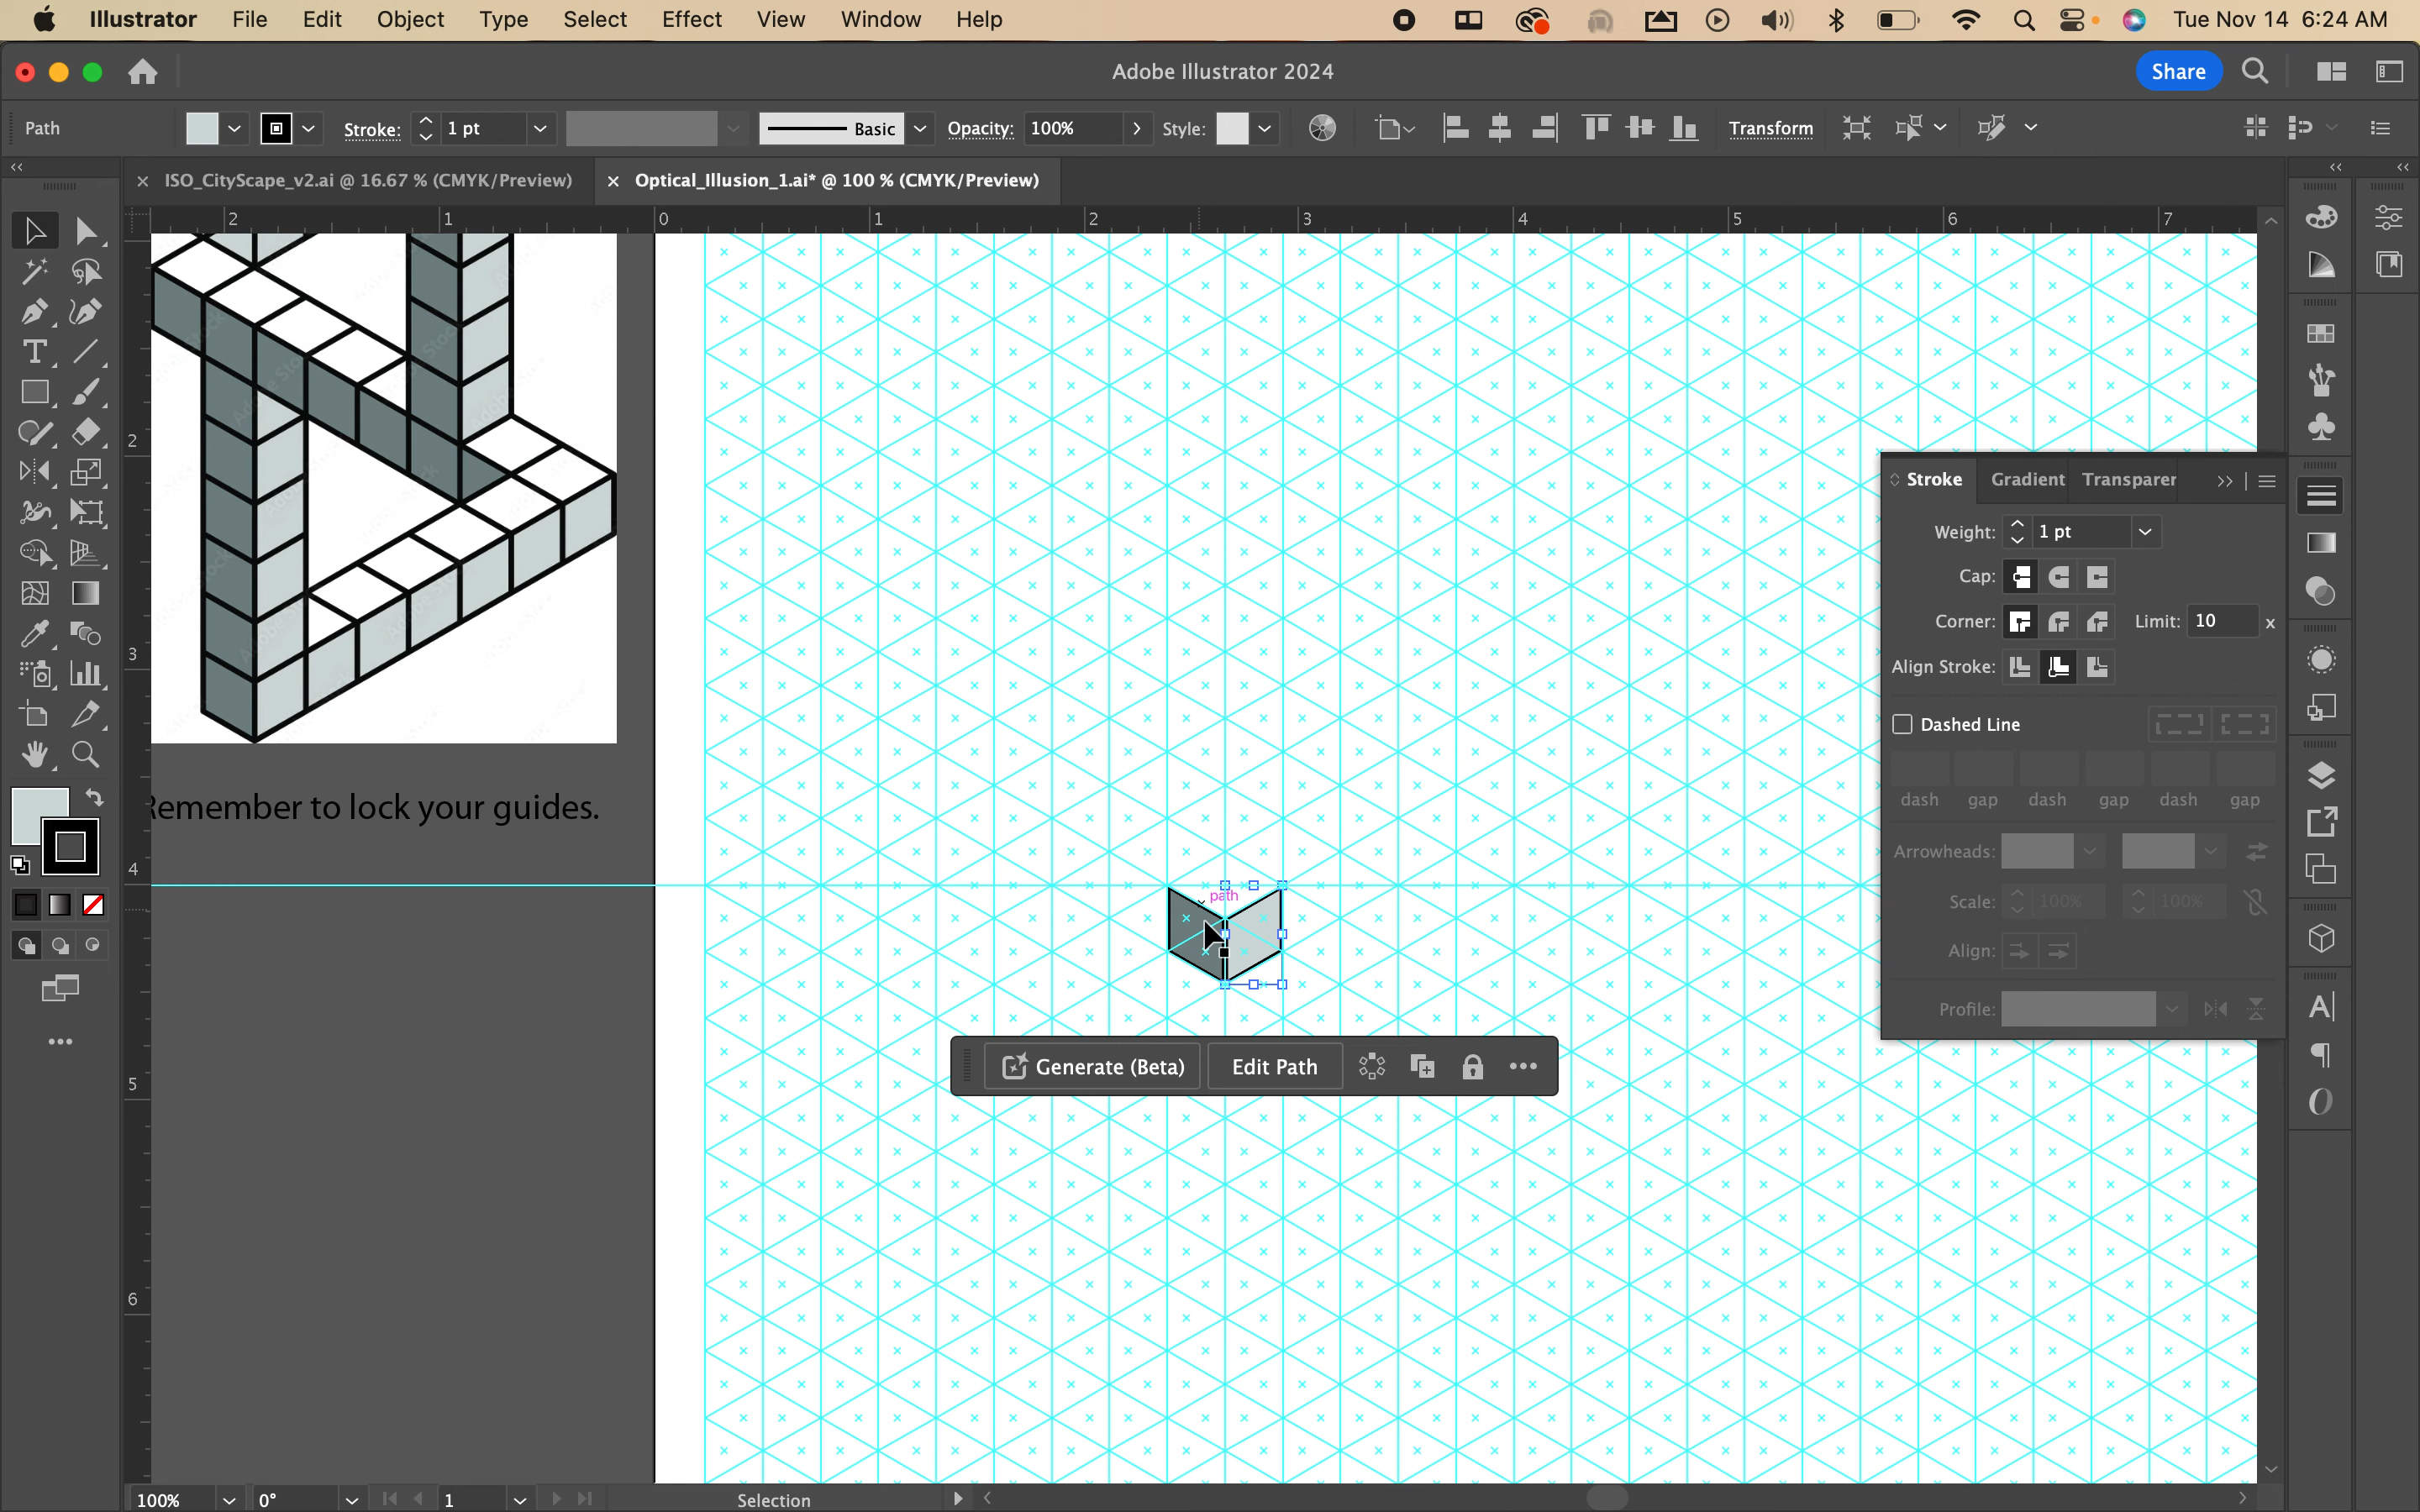 Illustrator File Edit Object Type Select Effect View Window Help Tue Nov 14 6:24 AM
Adobe Illustrator 2024 Share
Path Stroke: 1 pt Basic Opacity: 100% Style: Transform
ISO_CityScape_v2.ai @ 16.67 % (CMYK/Preview) Optical_Illusion_1.ai* @ 100 % (CMYK/Preview)
2 1 0 1 2 3 4 5 6 7
2
Stroke Gradient Transparer
Weight: 1 pt
Cap:
Corner: Limit: 10 x
3
Align Stroke:
Dashed Line
dash gap dash gap dash gap
Remember to lock your guides.
Arrowheads:
4
path
Scale: 100% 100%
Align:
Profile:
Generate (Beta) Edit Path
5
6
100% 0° 1 Selection